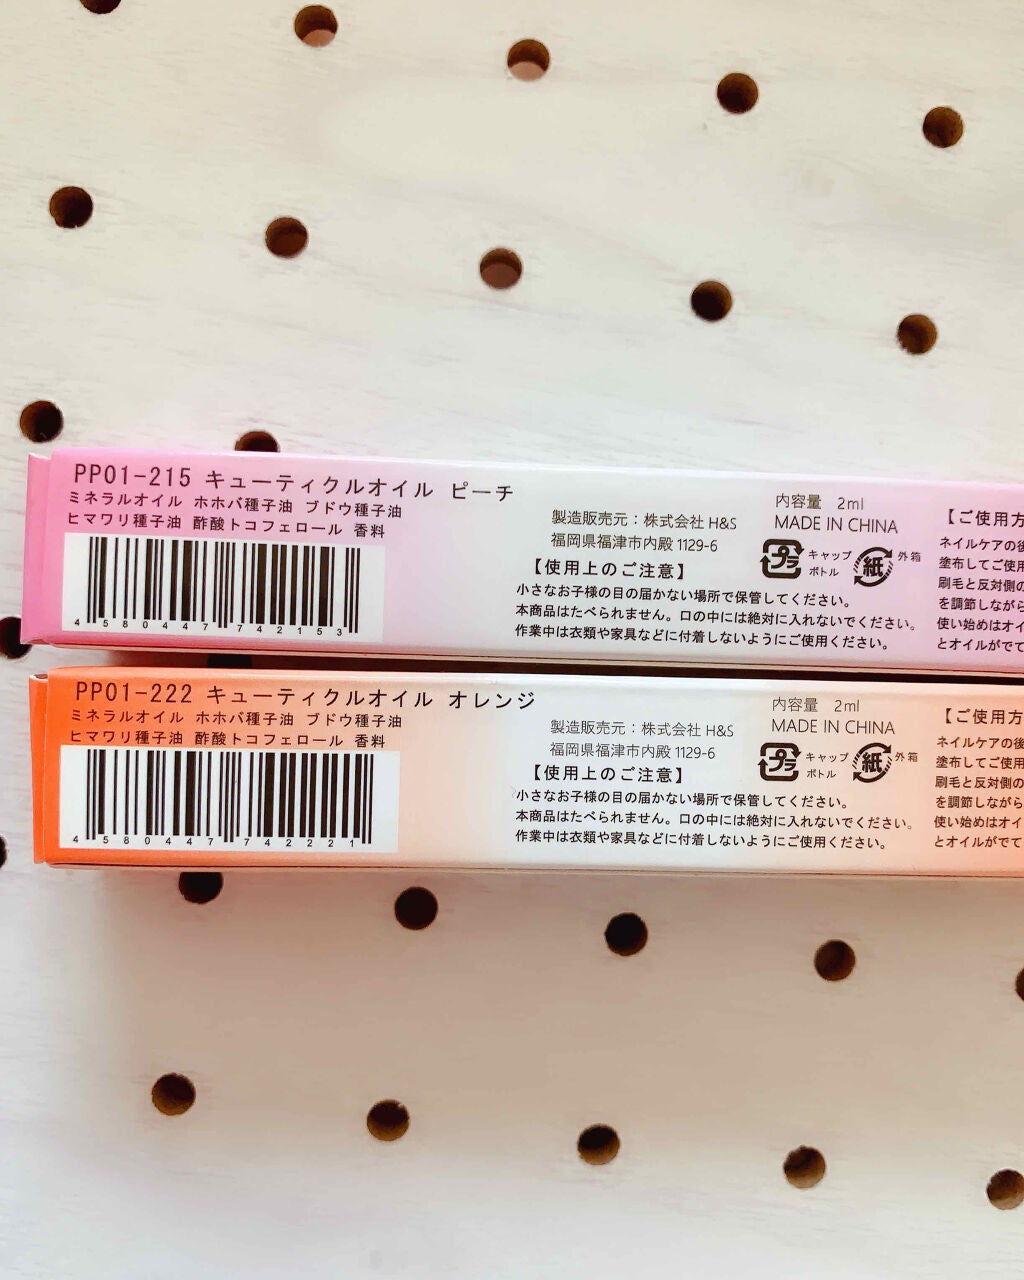 PP01-215 キューティクルオイル ピーチ
ミネラルオイル ホホバ種子油 ブドウ種子油
ヒマワリ種子油 酢酸トコフェロール 香料
4580447742153
製造販売元：株式会社 H&S
福岡県福津市内殿 1129-6
【使用上のご注意】
小さなお子様の目の届かない場所で保管してください。
本商品はたべられません。口の中には絶対に入れないでください。
作業中は衣類や家具などに付着しないようにご使用ください。
内容量 2ml
MADE IN CHINA
プラ
キャップ
ボトル
紙
外箱
【ご使用方
ネイルケアの後
塗布してご使用
刷毛と反対側の
を調節しながら
使い始めはオイ
とオイルがでて
PP01-222 キューティクルオイル オレンジ
ミネラルオイル ホホバ種子油 ブドウ種子油
ヒマワリ種子油 酢酸トコフェロール 香料
4580447742221
製造販売元：株式会社 H&S
福岡県福津市内殿 1129-6
【使用上のご注意】
小さなお子様の目の届かない場所で保管してください。
本商品はたべられません。口の中には絶対に入れないでください。
作業中は衣類や家具などに付着しないようにご使用ください。
内容量 2ml
MADE IN CHINA
プラ
キャップ
ボトル
紙
外箱
【ご使用方
ネイルケアの後
塗布してご使用
刷毛と反対側の
を調節しながら
使い始めはオイ
とオイルがでて